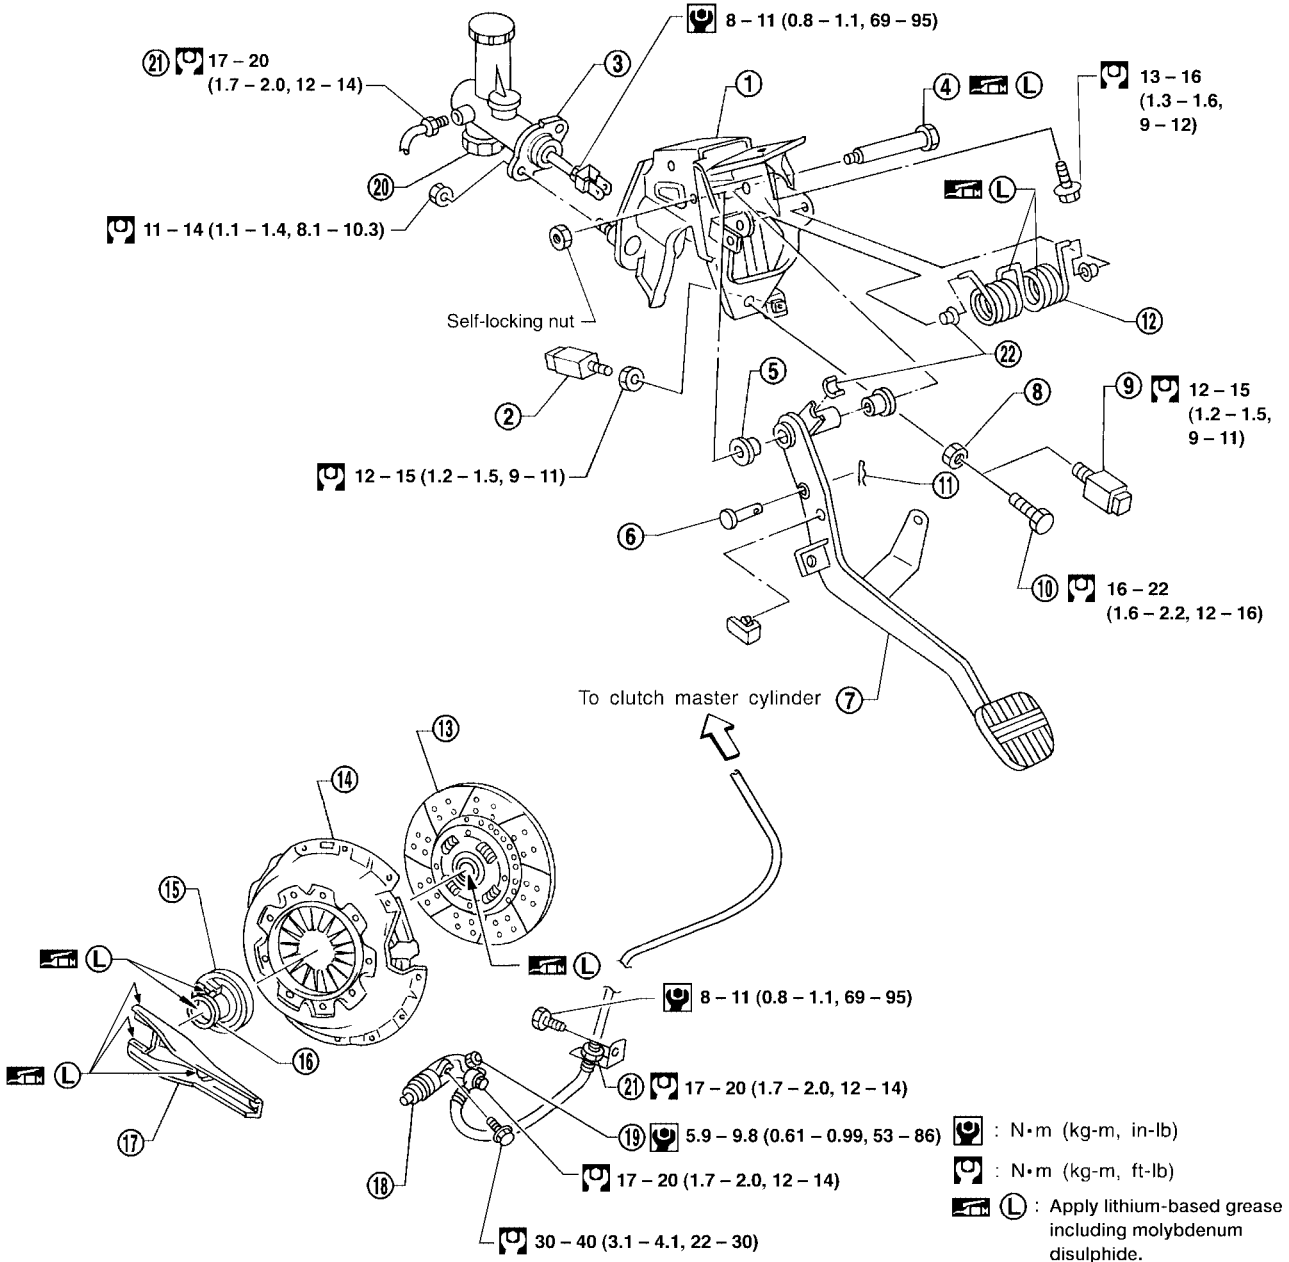 8 – 11 (0.8 – 1.1, 69 – 95)
21 17 – 20
(1.7 – 2.0, 12 – 14)
3
1
4 L
13 – 16
(1.3 – 1.6,
9 – 12)
20
L
11 – 14 (1.1 – 1.4, 8.1 – 10.3)
Self-locking nut
12
22
2
5
8
9 12 – 15
(1.2 – 1.5,
9 – 11)
12 – 15 (1.2 – 1.5, 9 – 11)
11
6
10 16 – 22
(1.6 – 2.2, 12 – 16)
To clutch master cylinder 7
13
14
15
L
L
8 – 11 (0.8 – 1.1, 69 – 95)
16
L
21 17 – 20 (1.7 – 2.0, 12 – 14)
17
19 5.9 – 9.8 (0.61 – 0.99, 53 – 86)
18
17 – 20 (1.7 – 2.0, 12 – 14)
30 – 40 (3.1 – 4.1, 22 – 30)
: N•m (kg-m, in-lb)
: N•m (kg-m, ft-lb)
L : Apply lithium-based grease
including molybdenum
disulphide.